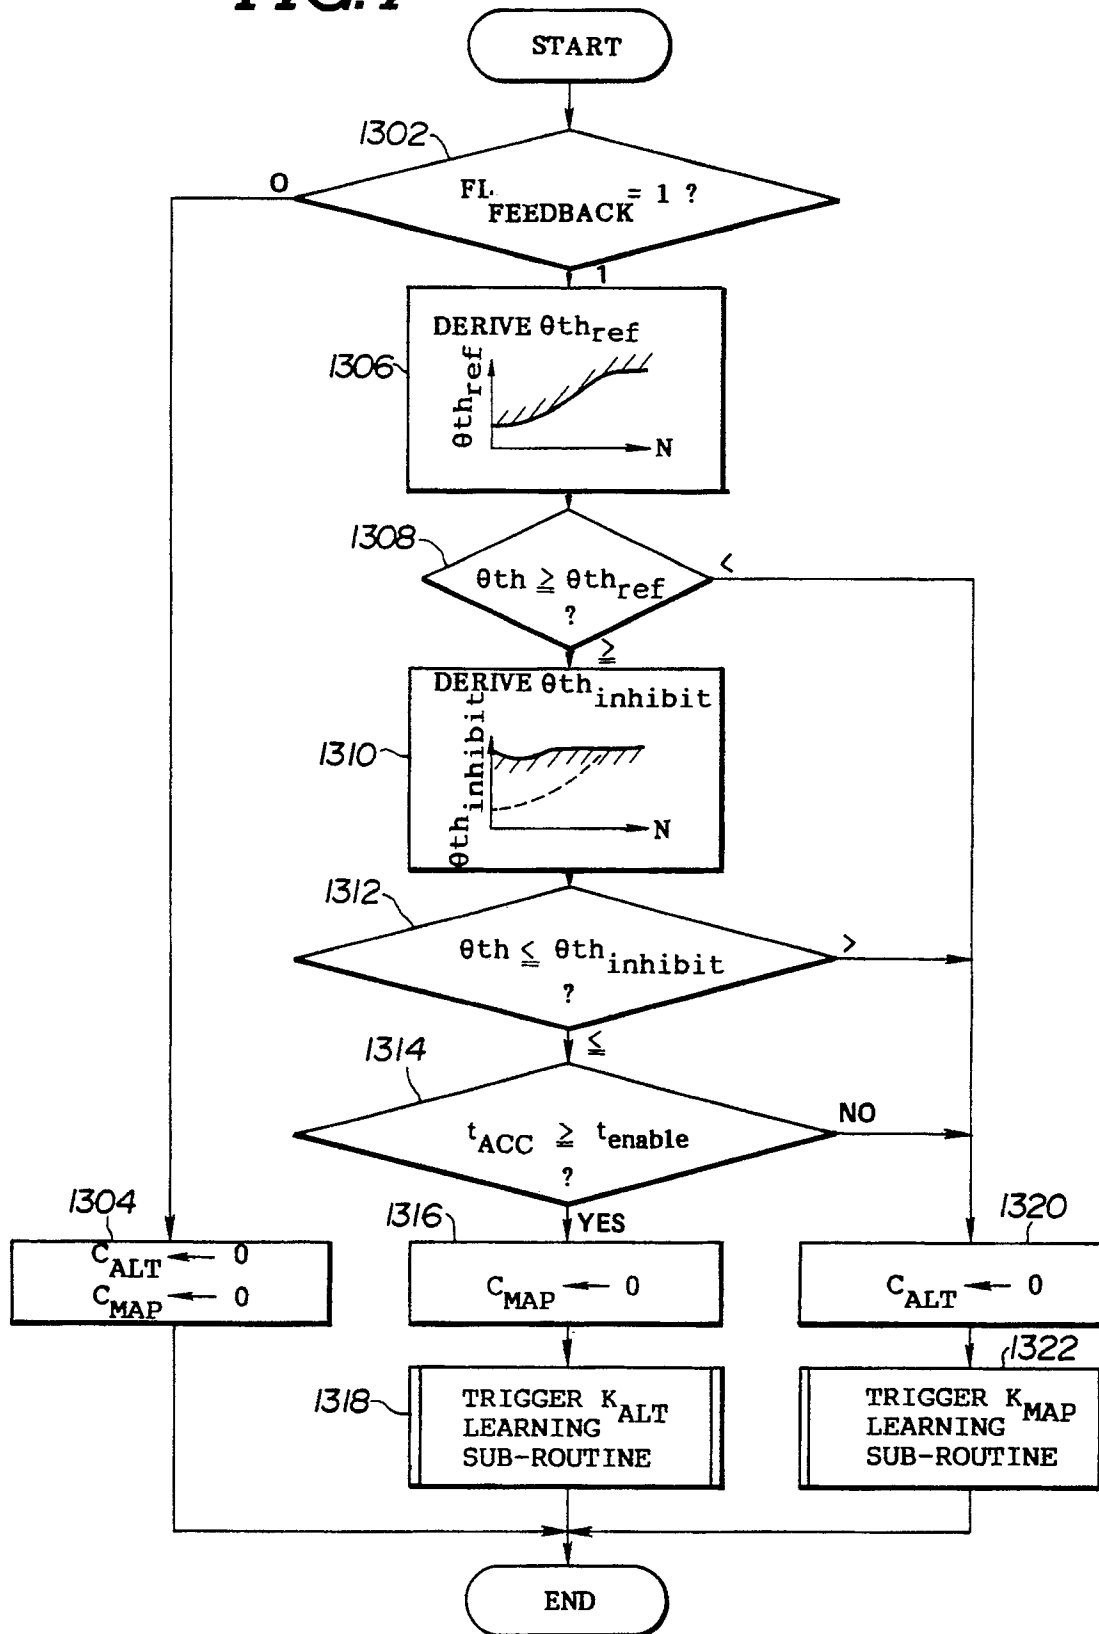 START
1302
FL FEEDBACK = 1 ?
0
1
DERIVE θth ref
1306
θth ref
N
1308
θth ≧ θth ref
?
<
≧
DERIVE θth inhibit
1310
θth inhibit
N
1312
θth ≦ θth inhibit
?
>
≦
1314
t ACC ≧ t enable
?
NO
YES
1304
C ALT ← 0
C MAP ← 0
1316
C MAP ← 0
1320
C ALT ← 0
1318
TRIGGER K ALT
LEARNING
SUB-ROUTINE
1322
TRIGGER K MAP
LEARNING
SUB-ROUTINE
END